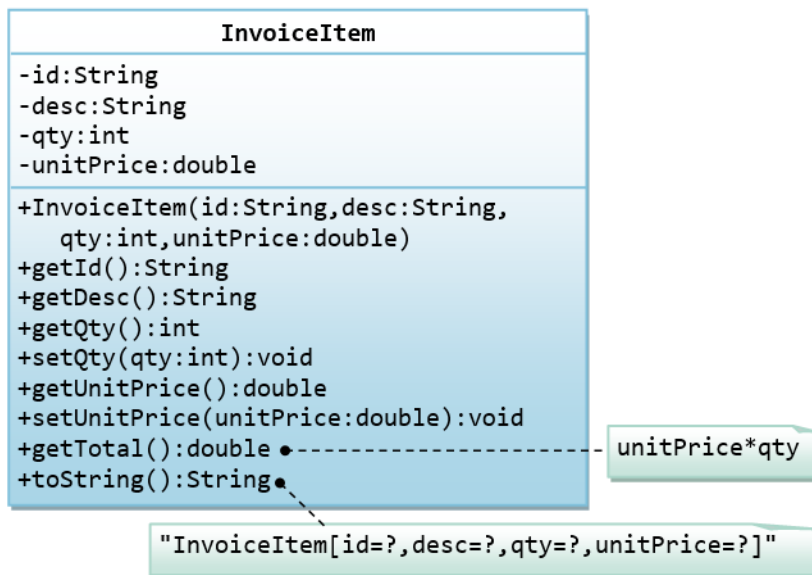 InvoiceItem
-id:String
-desc:String
-qty:int
-unitPrice:double
+InvoiceItem(id:String,desc:String,
qty:int,unitPrice:double)
+getId():String
+getDesc():String
+getQty():int
+setQty(qty:int):void
+getUnitPrice():double
+setUnitPrice(unitPrice:double):void
+getTotal():double
unitPrice*qty
+toString():String
"InvoiceItem[id=?,desc=?,qty=?,unitPrice=?]"